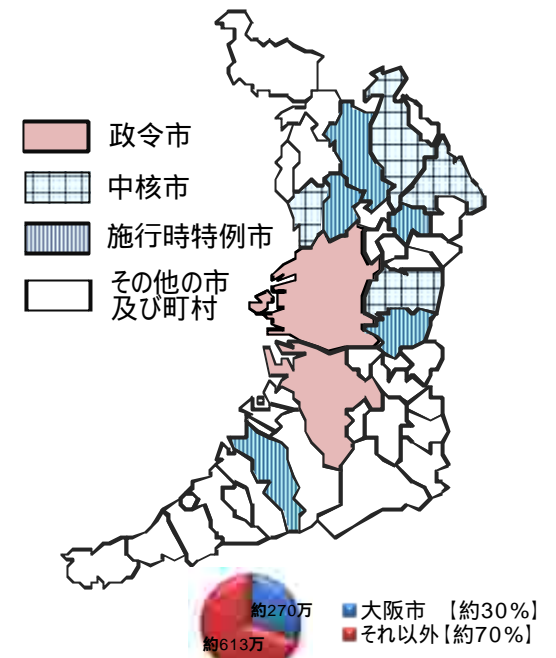 政令市
中核市
施行時特例市
その他の市
及び町村
約270万
約613万
大阪市 【約30%】
それ以外【約70%】